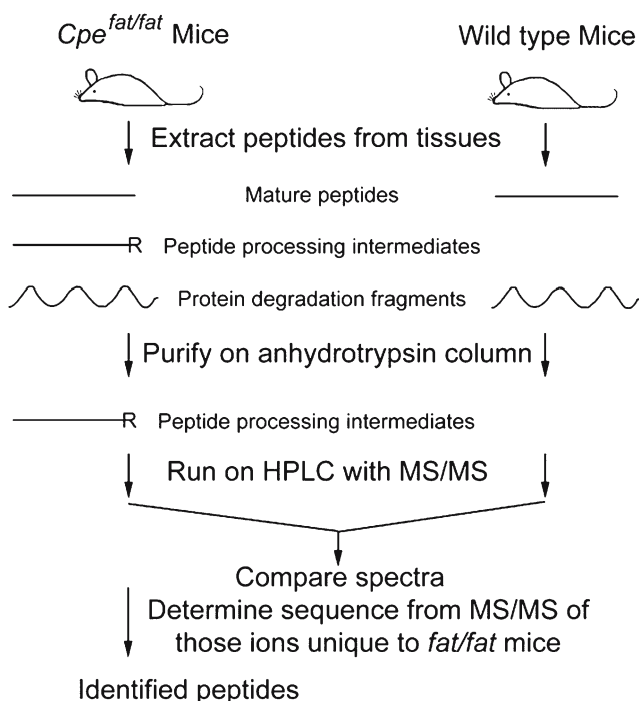 Cpe fat/fat Mice
Wild type Mice
Extract peptides from tissues
Mature peptides
R Peptide processing intermediates
Protein degradation fragments
Purify on anhydrotrypsin column
R Peptide processing intermediates
Run on HPLC with MS/MS
Compare spectra
Determine sequence from MS/MS of
those ions unique to fat/fat mice
Identified peptides